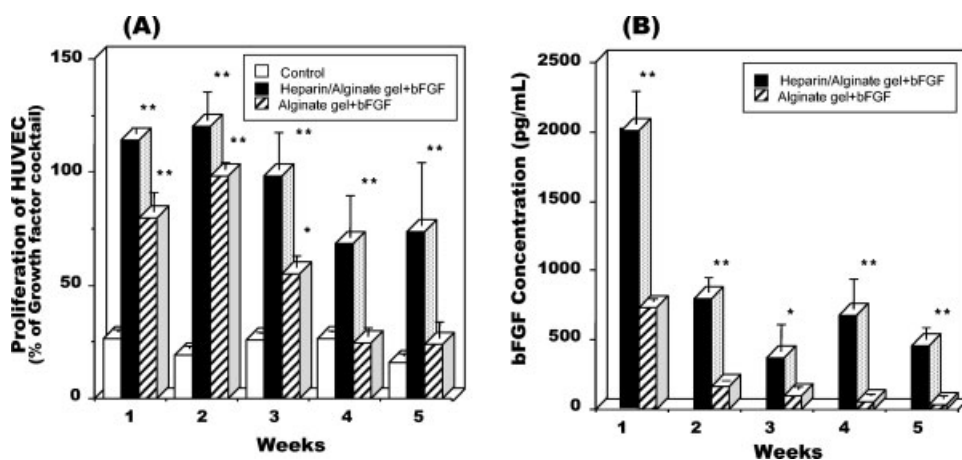 (A)
Proliferation of HUVEC
(% of Growth factor cocktail)
150
100
50
0
Control
Heparin/Alginate gel+bFGF
Alginate gel+bFGF
**
**
**
**
**
*
**
**
1 2 3 4 5
Weeks
(B)
bFGF Concentration (pg/mL)
2500
2000
1500
1000
500
0
Heparin/Alginate gel+bFGF
Alginate gel+bFGF
**
**
*
**
**
1 2 3 4 5
Weeks